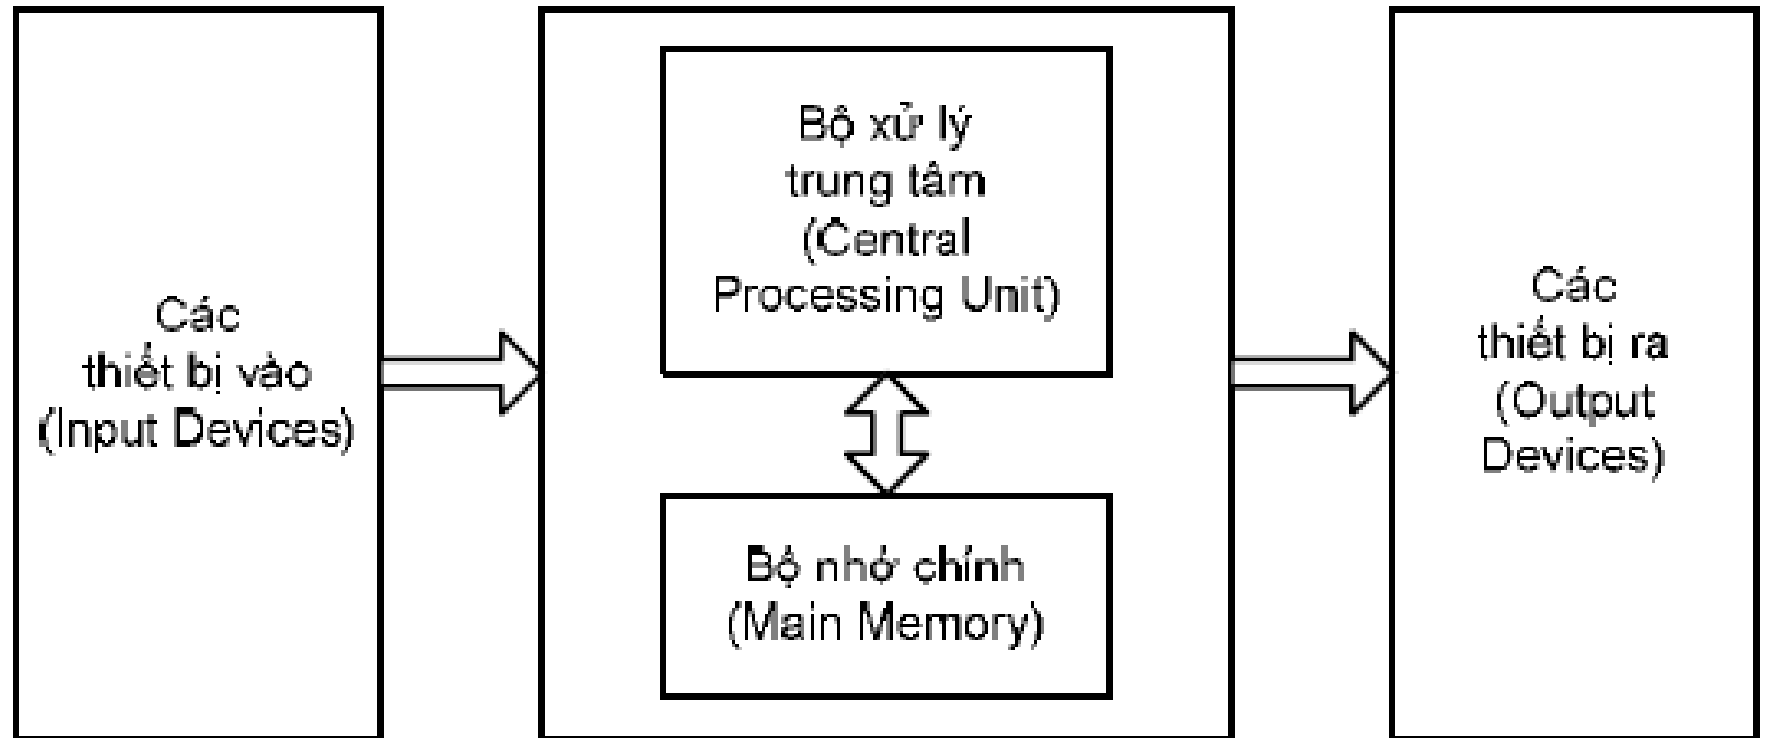 Các
thiết bị vào
(Input Devices)
Bộ xử lý
trung tâm
(Central
Processing Unit)
Bộ nhớ chính
(Main Memory)
Các
thiết bị ra
(Output
Devices)